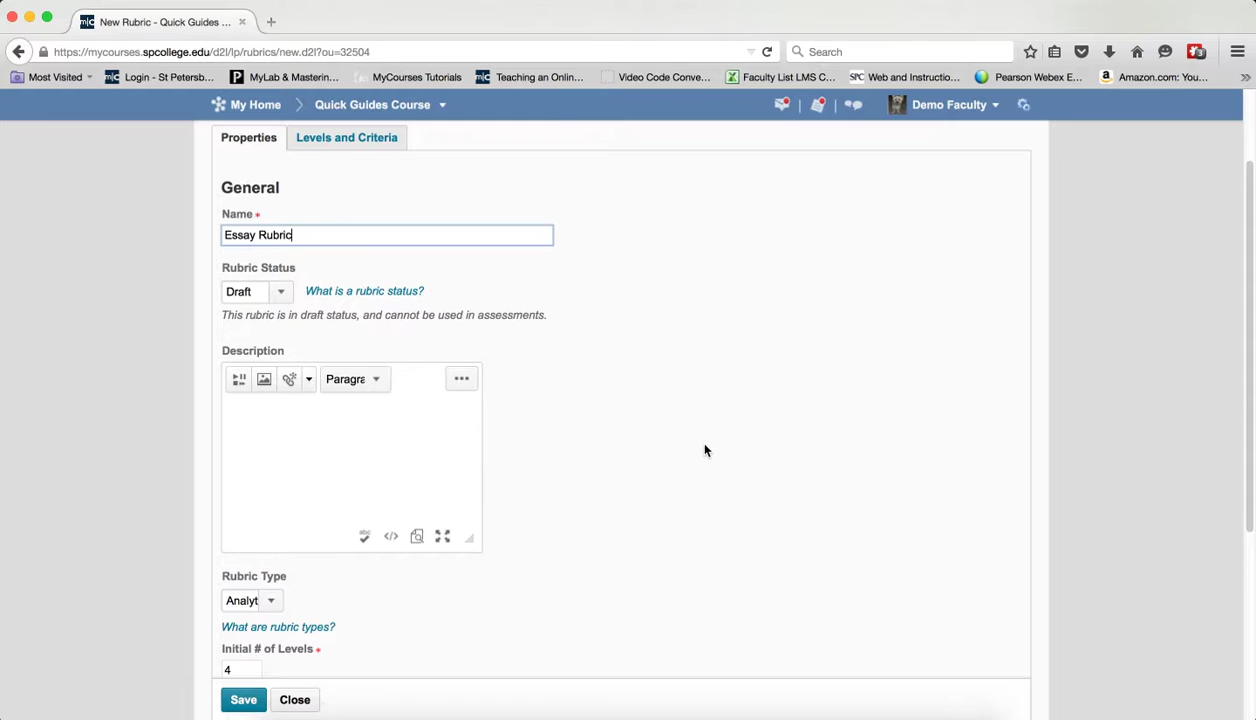 New Rubric - Quick Guides ...
https://mycourses.spcollege.edu/d2l/lp/rubrics/new.d2l?ou=32504
Search
Most Visited
Login - St Petersb...
MyLab & Mastering...
MyCourses Tutorials
Teaching an Onlin...
Video Code Conve...
Faculty List LMS C...
Web and Instructio...
Pearson Webex E...
Amazon.com: You...
My Home
Quick Guides Course
Demo Faculty
Properties
Levels and Criteria
General
Name *
Essay Rubric
Rubric Status
Draft
What is a rubric status?
This rubric is in draft status, and cannot be used in assessments.
Description
Paragra
Rubric Type
Analyt
What are rubric types?
Initial # of Levels *
4
Save
Close